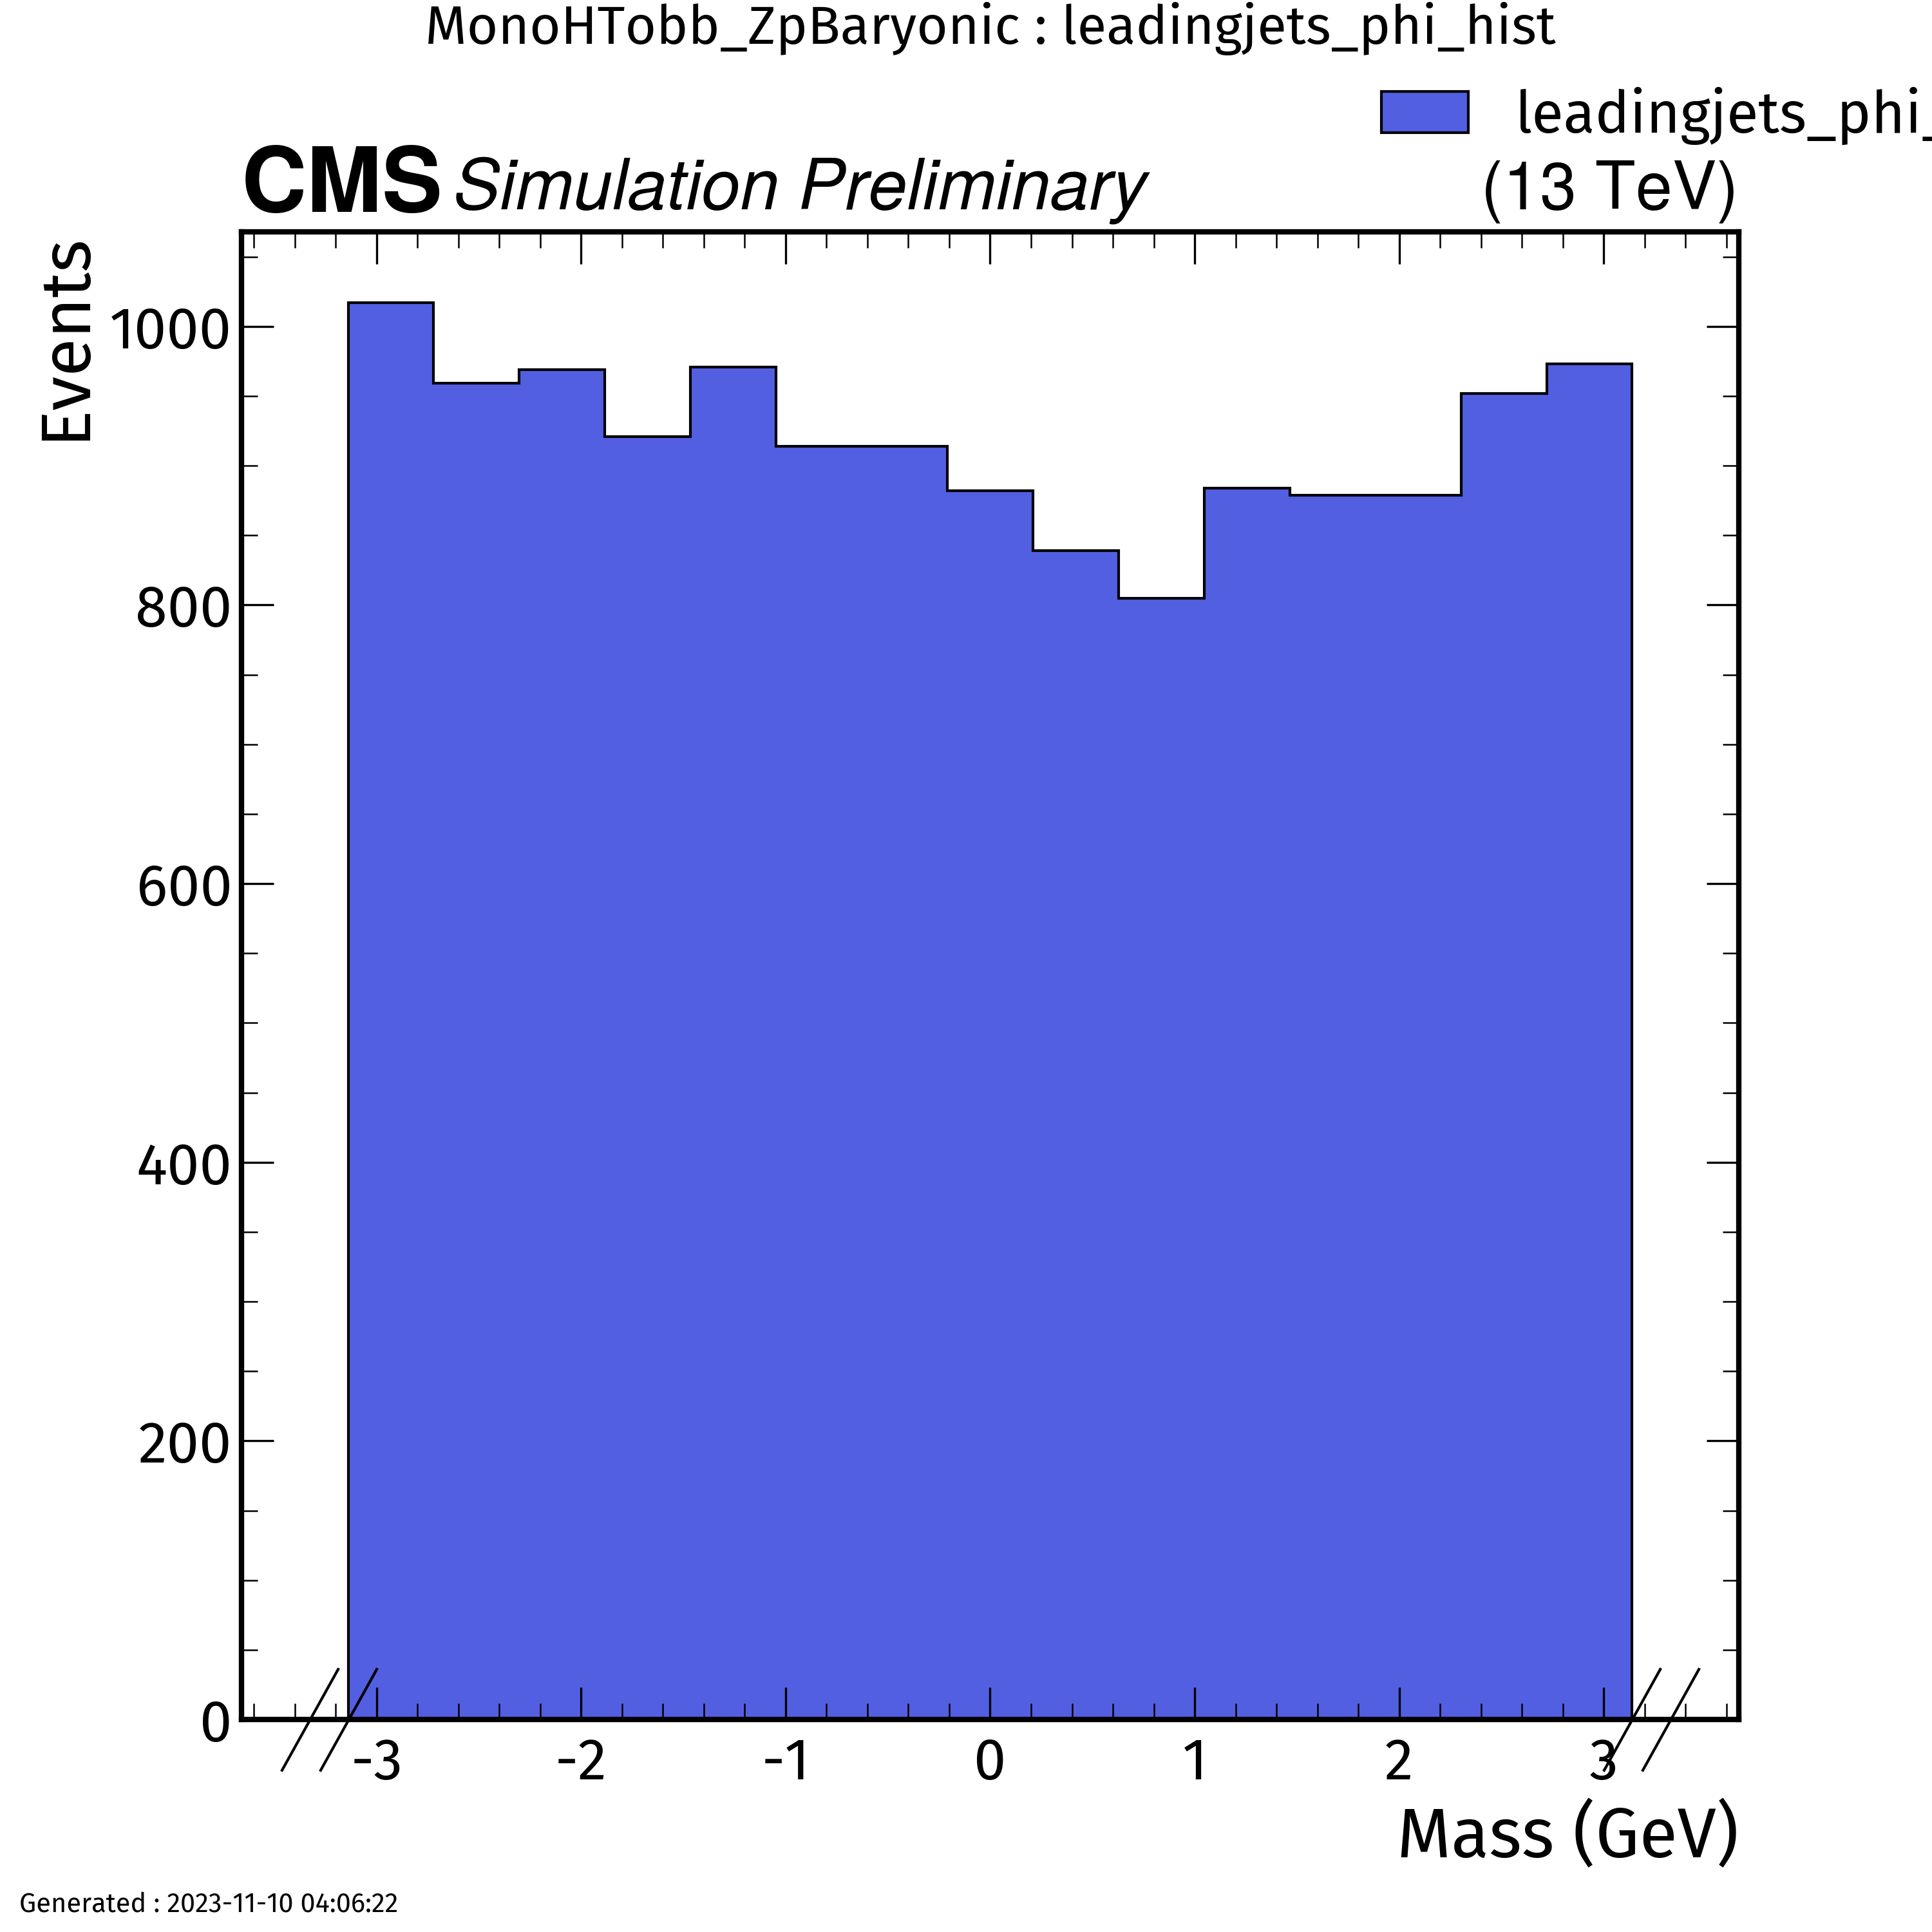 MonoHTobb_ZpBaryonic : leadingjets_phi_hist
leadingjets_phi_
CMS Simulation Preliminary (13 TeV)
Events
1000
800
600
400
200
0
-3 -2 -1 0 1 2 3
Mass (GeV)
Generated : 2023-11-10 04:06:22